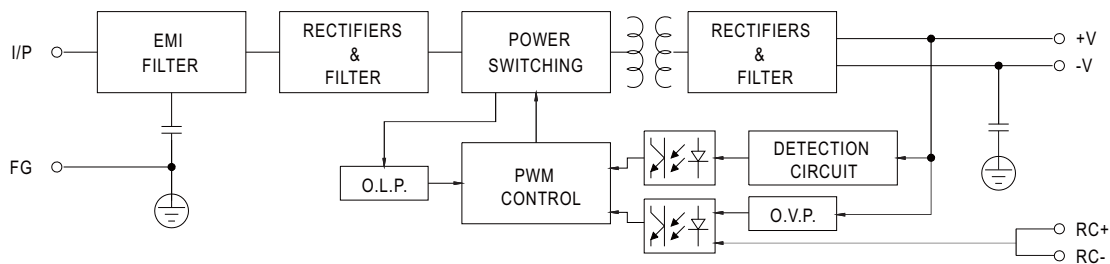 I/P
EMI
FILTER
RECTIFIERS
&
FILTER
POWER
SWITCHING
RECTIFIERS
&
FILTER
+V
-V
FG
O.L.P.
PWM
CONTROL
DETECTION
CIRCUIT
O.V.P.
RC+
RC-